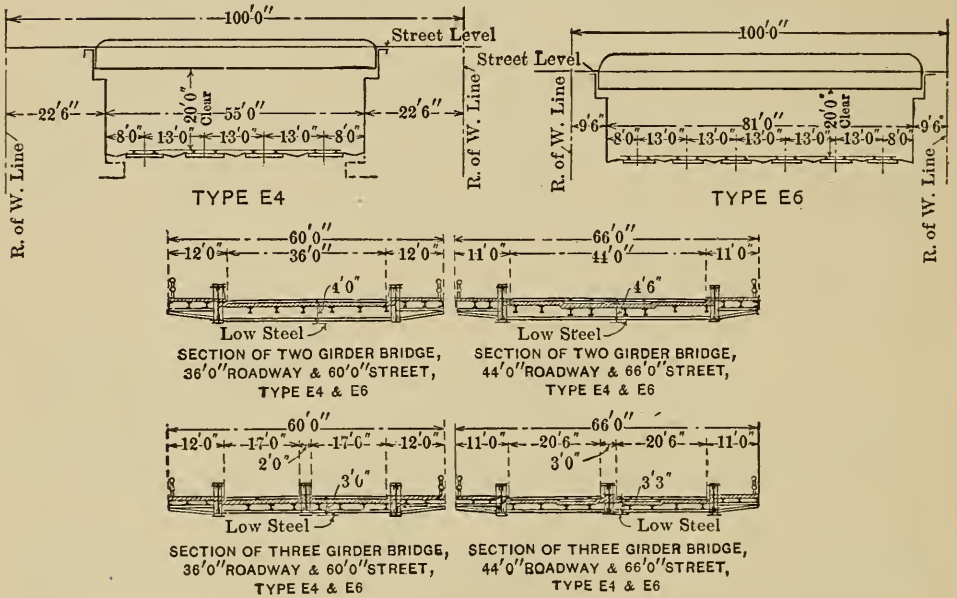 100'0"
Street Level
22'6" 55'0" 22'6"
20'0"
Clear
8'0" 13'0" 13'0" 13'0" 8'0"
R. of W. Line
R. of W. Line
TYPE E4
100'0"
Street Level
9'6" 81'0" 9'6"
20'0"
Clear
8'0" 13'0" 13'0" 13'0" 13'0" 13'0" 8'0"
R. of W. Line
R. of W. Line
TYPE E6
60'0"
12'0" 36'0" 12'0"
4'0"
Low Steel
SECTION OF TWO GIRDER BRIDGE,
36'0" ROADWAY & 60'0" STREET,
TYPE E4 & E6
66'0"
11'0" 44'0" 11'0"
4'6"
Low Steel
SECTION OF TWO GIRDER BRIDGE,
44'0" ROADWAY & 66'0" STREET,
TYPE E4 & E6
60'0"
12'0" 17'0" 17'0" 12'0"
2'0"
3'0"
Low Steel
SECTION OF THREE GIRDER BRIDGE,
36'0" ROADWAY & 60'0" STREET,
TYPE E4 & E6
66'0"
11'0" 20'6" 20'6" 11'0"
3'0"
3'3"
Low Steel
SECTION OF THREE GIRDER BRIDGE,
44'0" ROADWAY & 66'0" STREET,
TYPE E4 & E6